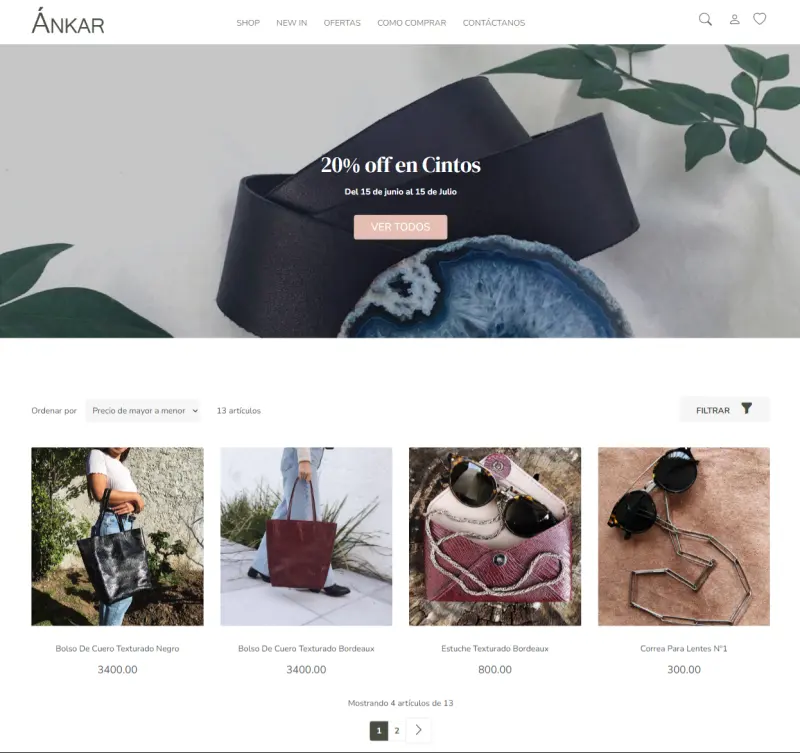 ÁNKAR
SHOP NEW IN OFERTAS COMO COMPRAR CONTÁCTANOS
20% off en Cintos
Del 15 de junio al 15 de Julio
VER TODOS
Ordenar por Precio de mayor a menor 13 artículos FILTRAR
Bolso De Cuero Texturado Negro
3400.00
Bolso De Cuero Texturado Bordeaux
3400.00
Estuche Texturado Bordeaux
800.00
Correa Para Lentes N°1
300.00
Mostrando 4 artículos de 13
1 2